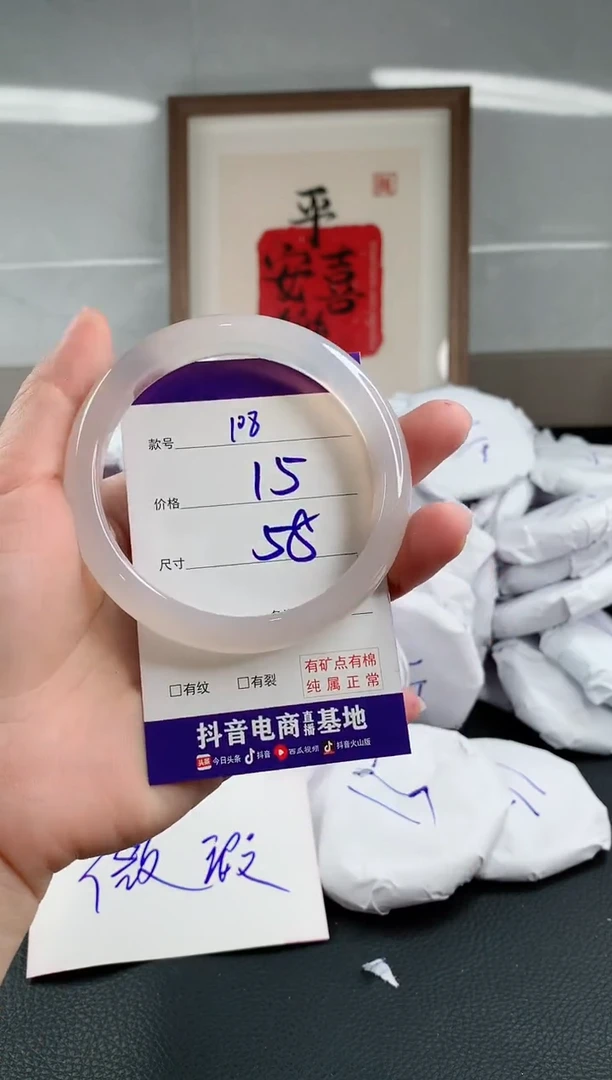 平
安喜
款号 108
价格 15
尺寸 58
□有纹 □有裂
有矿点有棉
纯属正常
抖音电商直播基地
头条 今日头条 抖音 西瓜视频 抖音火山版
微瑕